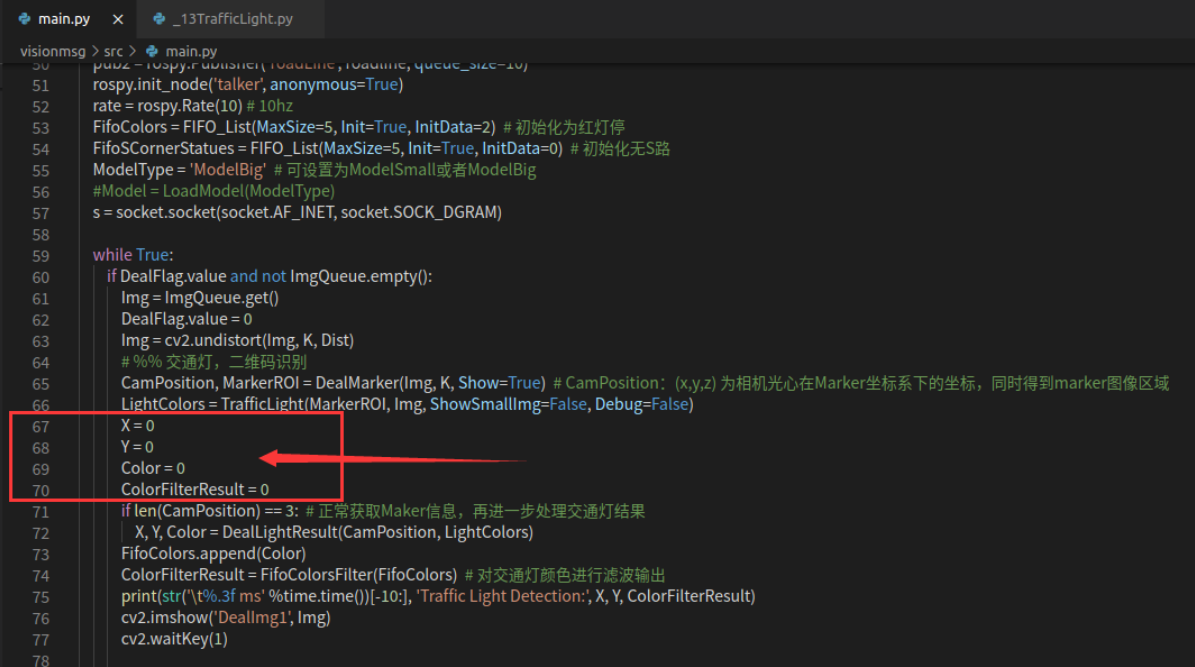 main.py ×
_13TrafficLight.py
visionmsg > src > main.py
50 pub2 = rospy.Publisher('roadLine', roadline, queue_size=10)
51 rospy.init_node('talker', anonymous=True)
52 rate = rospy.Rate(10) # 10hz
53 FifoColors = FIFO_List(MaxSize=5, Init=True, InitData=2) # 初始化为红灯停
54 FifoSCornerStatues = FIFO_List(MaxSize=5, Init=True, InitData=0) # 初始化无S路
55 ModelType = 'ModelBig' # 可设置为ModelSmall或者ModelBig
56 #Model = LoadModel(ModelType)
57 s = socket.socket(socket.AF_INET, socket.SOCK_DGRAM)
58
59 while True:
60 if DealFlag.value and not ImgQueue.empty():
61 Img = ImgQueue.get()
62 DealFlag.value = 0
63 Img = cv2.undistort(Img, K, Dist)
64 # %% 交通灯，二维码识别
65 CamPosition, MarkerROI = DealMarker(Img, K, Show=True) # CamPosition：(x,y,z) 为相机光心在Marker坐标系下的坐标，同时得到marker图像区域
66 LightColors = TrafficLight(MarkerROI, Img, ShowSmallImg=False, Debug=False)
67 X = 0
68 Y = 0
69 Color = 0
70 ColorFilterResult = 0
71 if len(CamPosition) == 3: # 正常获取Maker信息，再进一步处理交通灯结果
72 X, Y, Color = DealLightResult(CamPosition, LightColors)
73 FifoColors.append(Color)
74 ColorFilterResult = FifoColorsFilter(FifoColors) # 对交通灯颜色进行滤波输出
75 print(str('\t%.3f ms' %time.time())[-10:], 'Traffic Light Detection:', X, Y, ColorFilterResult)
76 cv2.imshow('DealImg1', Img)
77 cv2.waitKey(1)
78